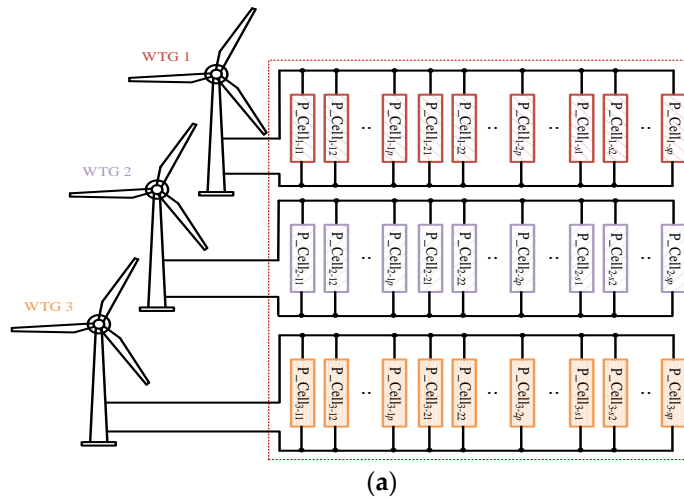 WTG 1
P_Cell1-11 P_Cell1-12 .. P_Cell1-1p P_Cell1-21 P_Cell1-22 .. P_Cell1-2p .. P_Cell1-s1 P_Cell1-s2 .. P_Cell1-sp
WTG 2
P_Cell2-11 P_Cell2-12 .. P_Cell2-1p P_Cell2-21 P_Cell2-22 .. P_Cell2-2p .. P_Cell2-s1 P_Cell2-s2 .. P_Cell2-sp
WTG 3
P_Cell3-11 P_Cell3-12 .. P_Cell3-1p P_Cell3-21 P_Cell3-22 .. P_Cell3-2p .. P_Cell3-s1 P_Cell3-s2 .. P_Cell3-sp
(a)